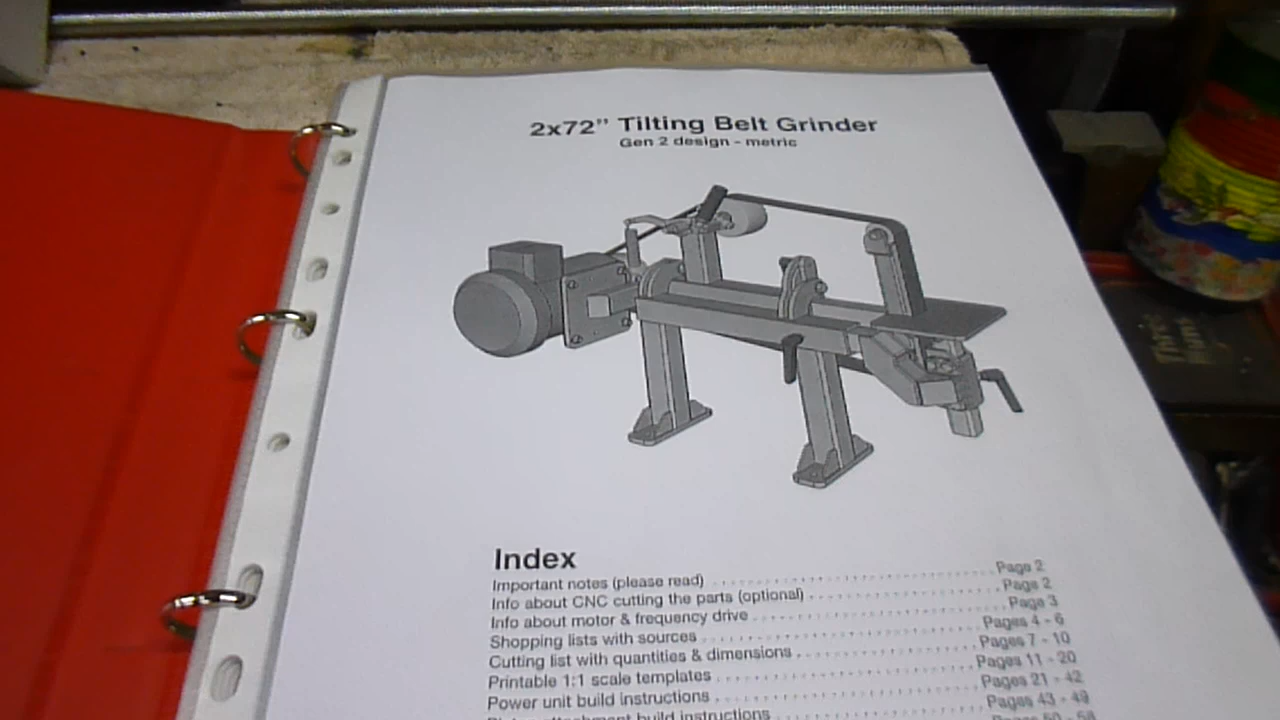 2x72” Tilting Belt Grinder
Gen 2 design - metric
Index
Important notes (please read) Page 2
Info about CNC cutting the parts (optional) Page 2
Info about motor & frequency drive Page 3
Shopping lists with sources Pages 4 - 6
Cutting list with quantities & dimensions Pages 7 - 10
Printable 1:1 scale templates Pages 11 - 20
Power unit build instructions Pages 21 - 42
attachment build instructions Pages 43 - 49